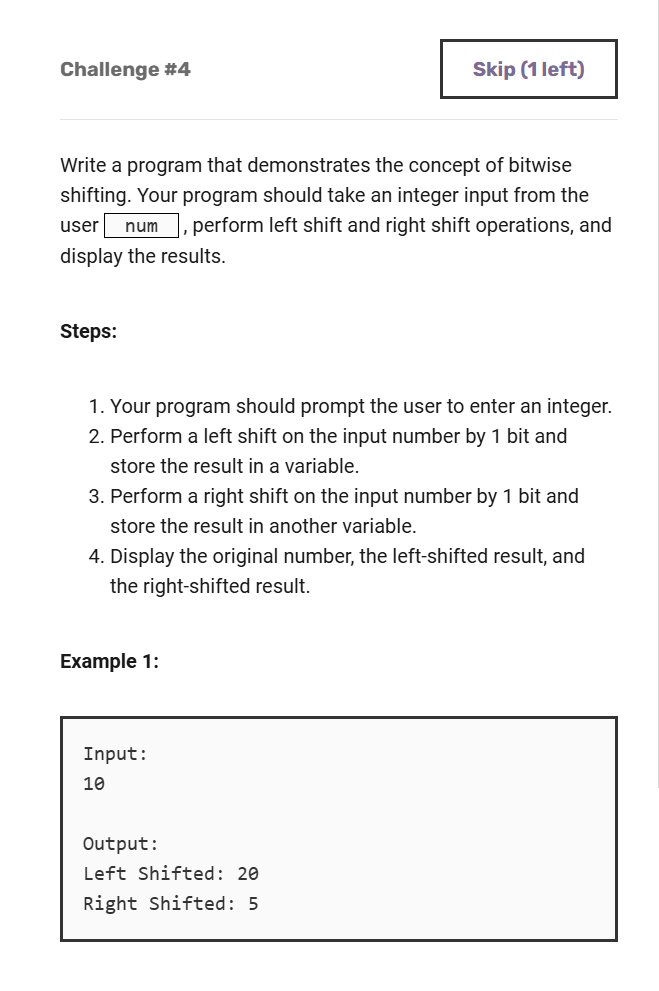 Challenge #4
Skip (1 left)
Write a program that demonstrates the concept of bitwise
shifting. Your program should take an integer input from the
user num , perform left shift and right shift operations, and
display the results.
Steps:
1. Your program should prompt the user to enter an integer.
2. Perform a left shift on the input number by 1 bit and
store the result in a variable.
3. Perform a right shift on the input number by 1 bit and
store the result in another variable.
4. Display the original number, the left-shifted result, and
the right-shifted result.
Example 1:
Input:
10
Output:
Left Shifted: 20
Right Shifted: 5